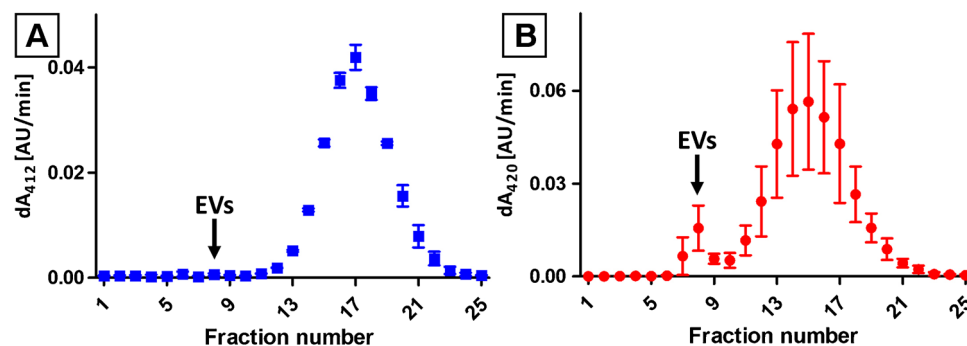 A
dA412 [AU/min]
0.04
0.02
0.00
EVs
1
5
9
13
17
21
25
Fraction number
B
dA420 [AU/min]
0.06
0.03
0.00
EVs
1
5
9
13
17
21
25
Fraction number